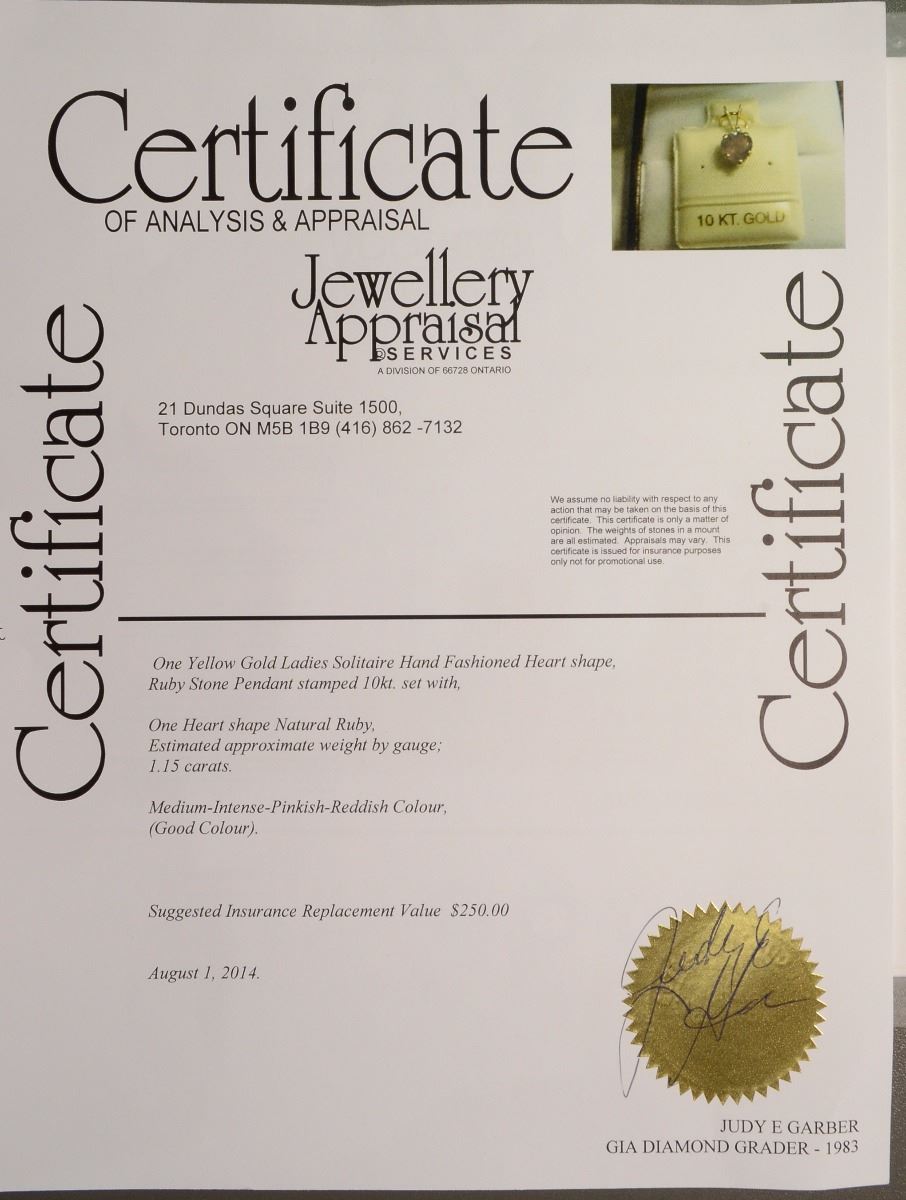 Certificate
OF ANALYSIS & APPRAISAL
10 KT. GOLD
Jewellery
Appraisal
SERVICES
A DIVISION OF 66728 ONTARIO
Certificate
Certificate
21 Dundas Square Suite 1500,
Toronto ON M5B 1B9 (416) 862 -7132
We assume no liability with respect to any
action that may be taken on the basis of this
certificate. This certificate is only a matter of
opinion. The weights of stones in a mount
are all estimated. Appraisals may vary. This
certificate is issued for insurance purposes
only not for promotional use.
One Yellow Gold Ladies Solitaire Hand Fashioned Heart shape,
Ruby Stone Pendant stamped 10kt. set with,
One Heart shape Natural Ruby,
Estimated approximate weight by gauge;
1.15 carats.
Medium-Intense-Pinkish-Reddish Colour,
(Good Colour).
Suggested Insurance Replacement Value $250.00
August 1, 2014.
Judy E
JUDY E GARBER
GIA DIAMOND GRADER - 1983